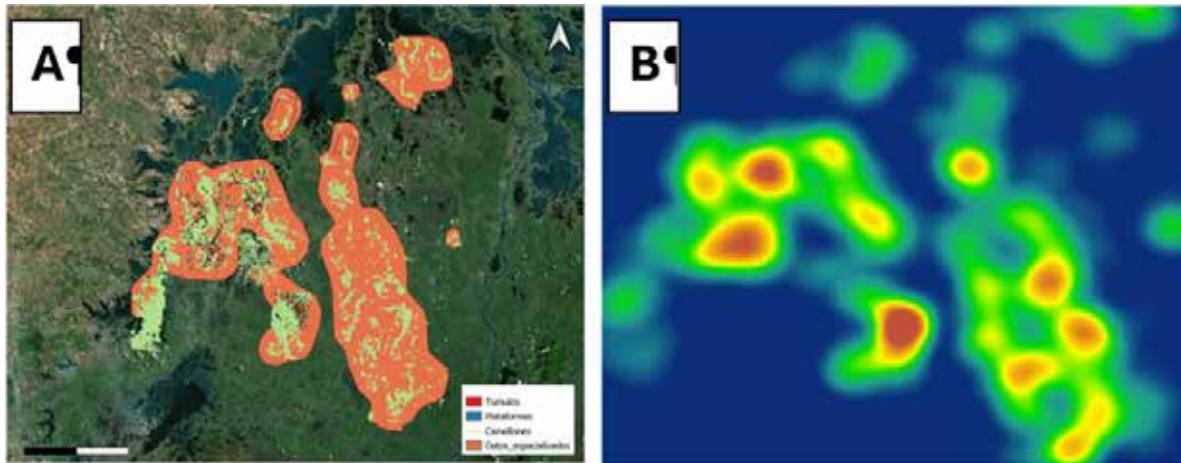 A
B
Tumulos
Plataformas
Camellones
Datos_espacializados